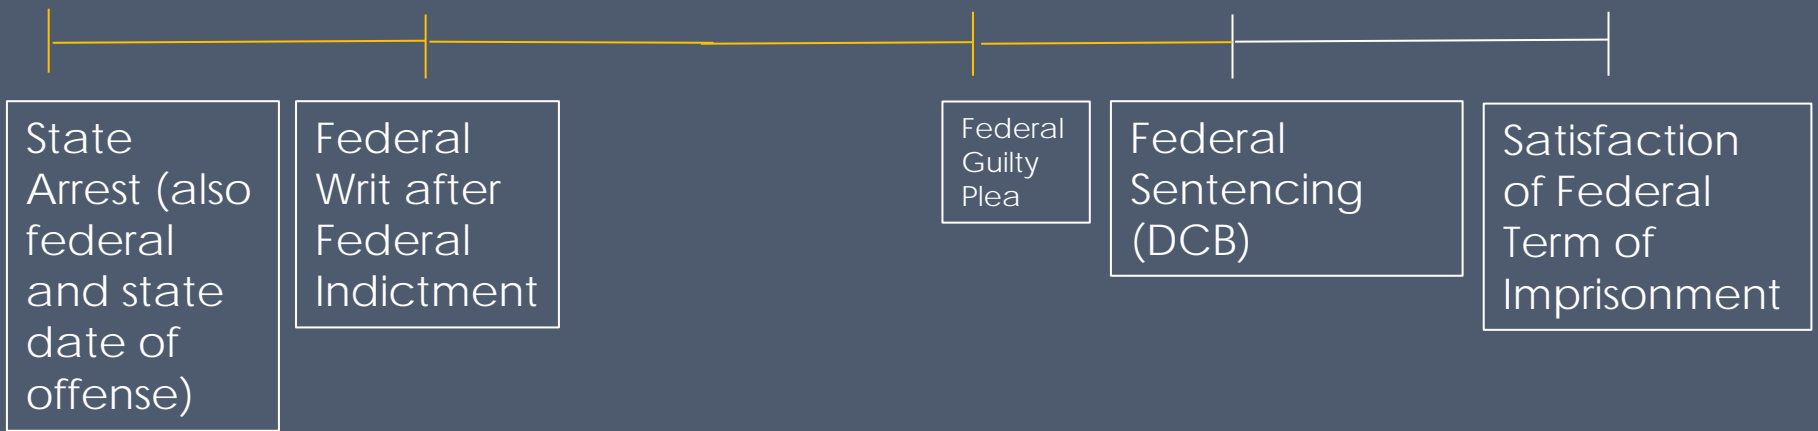 State
Arrest (also
federal
and state
date of
offense)
Federal
Writ after
Federal
Indictment
Federal
Guilty
Plea
Federal
Sentencing
(DCB)
Satisfaction
of Federal
Term of
Imprisonment